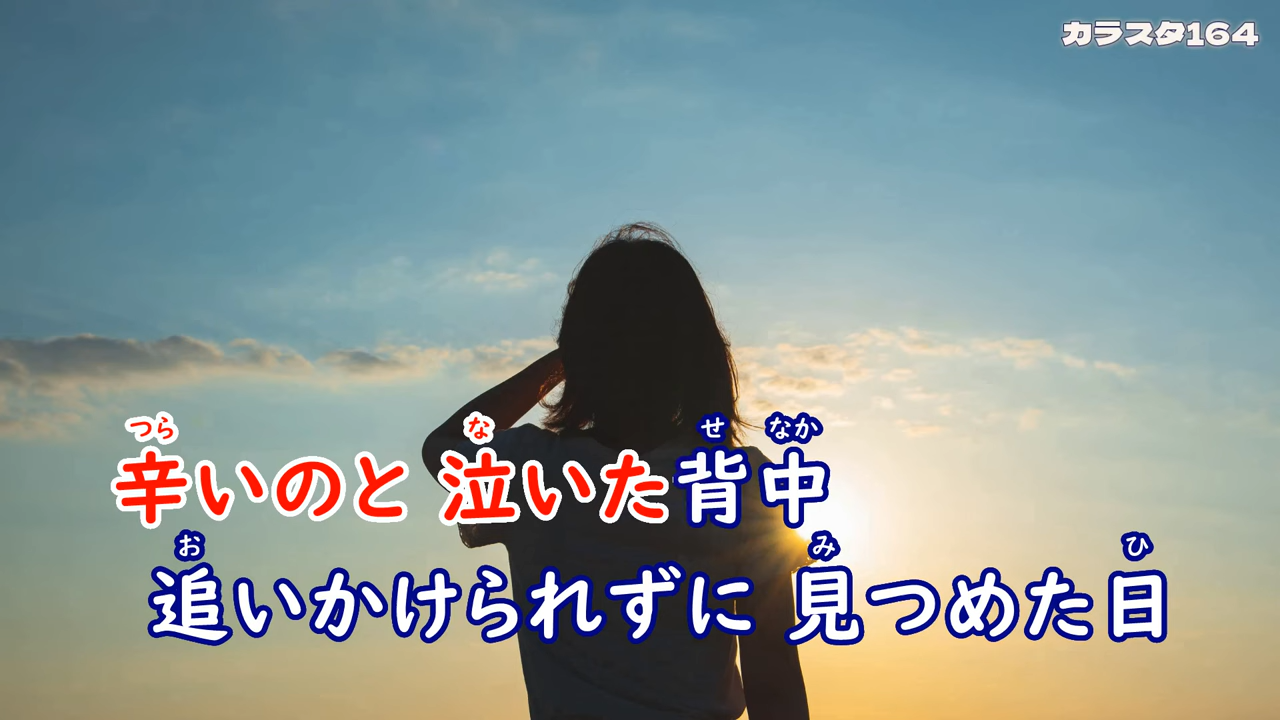 カラスタ164
つら な せ なか
辛いのと 泣いた背中
お み ひ
追いかけられずに 見つめた日